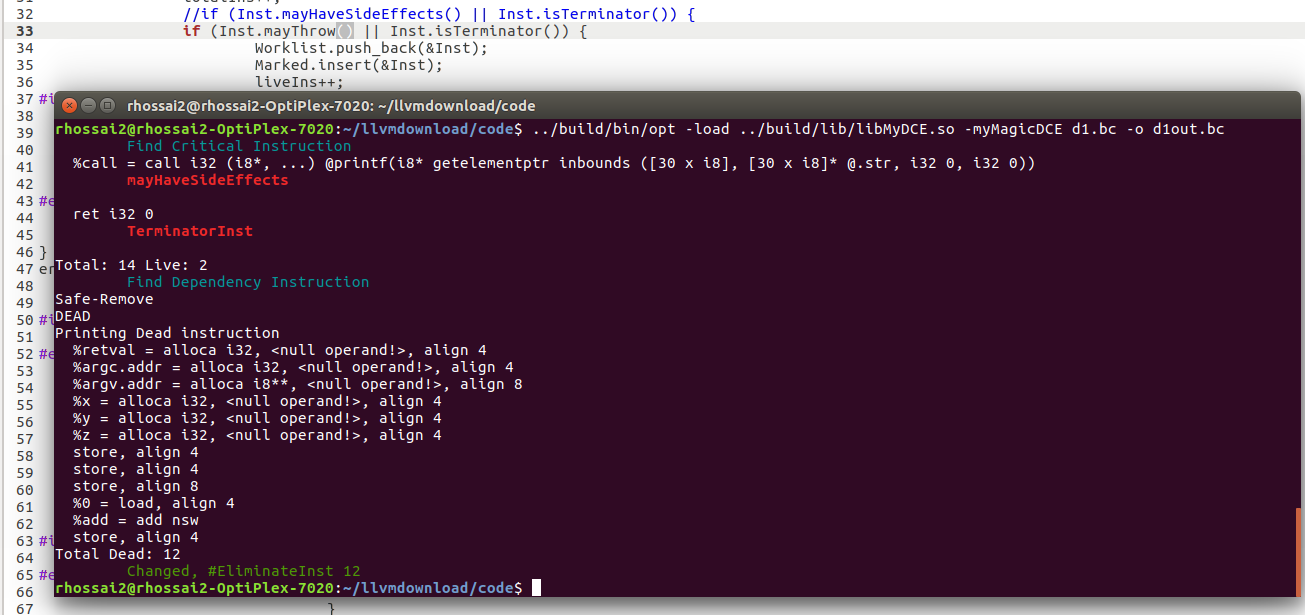 32 //if (Inst.mayHaveSideEffects() || Inst.isTerminator()) {
33 if (Inst.mayThrow() || Inst.isTerminator()) {
34 Worklist.push_back(&Inst);
35 Marked.insert(&Inst);
36 liveIns++;
37 #i
rhossai2@rhossai2-OptiPlex-7020: ~/llvmdownload/code
38
rhossai2@rhossai2-OptiPlex-7020:~/llvmdownload/code$ ../build/bin/opt -load ../build/lib/libMyDCE.so -myMagicDCE d1.bc -o d1out.bc
39
40 Find Critical Instruction
41 %call = call i32 (i8*, ...) @printf(i8* getelementptr inbounds ([30 x i8], [30 x i8]* @.str, i32 0, i32 0))
42 mayHaveSideEffects
43 #e
44 ret i32 0
45 TerminatorInst
46 }
47 en
Total: 14 Live: 2
48 Find Dependency Instruction
49 Safe-Remove
50 #i
DEAD
51 Printing Dead instruction
52 #e
%retval = alloca i32, <null operand!>, align 4
53 %argc.addr = alloca i32, <null operand!>, align 4
54 %argv.addr = alloca i8**, <null operand!>, align 8
55 %x = alloca i32, <null operand!>, align 4
56 %y = alloca i32, <null operand!>, align 4
57 %z = alloca i32, <null operand!>, align 4
58 store, align 4
59 store, align 4
60 store, align 8
61 %0 = load, align 4
62 %add = add nsw
63 #i
store, align 4
64 Total Dead: 12
65 #e
Changed, #EliminateInst 12
66 rhossai2@rhossai2-OptiPlex-7020:~/llvmdownload/code$
67 }